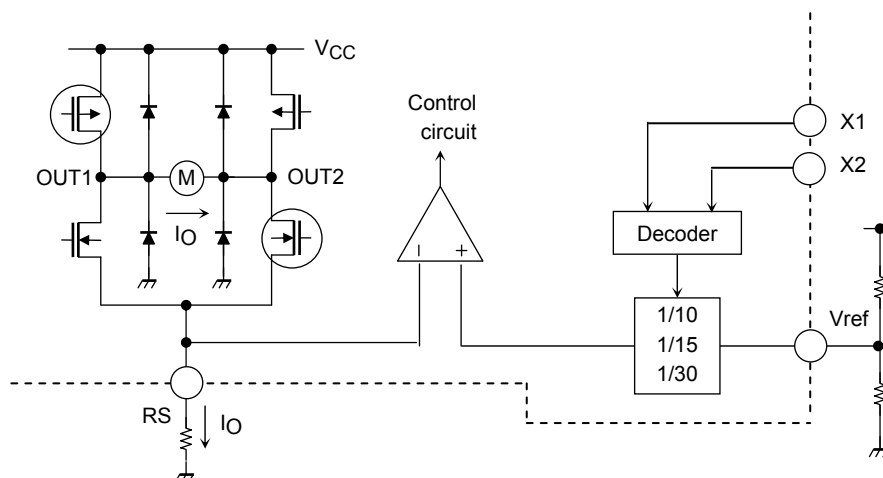 VCC
Control
circuit
X1
X2
OUT1
M
OUT2
IO
Decoder
1/10
1/15
1/30
Vref
RS
IO